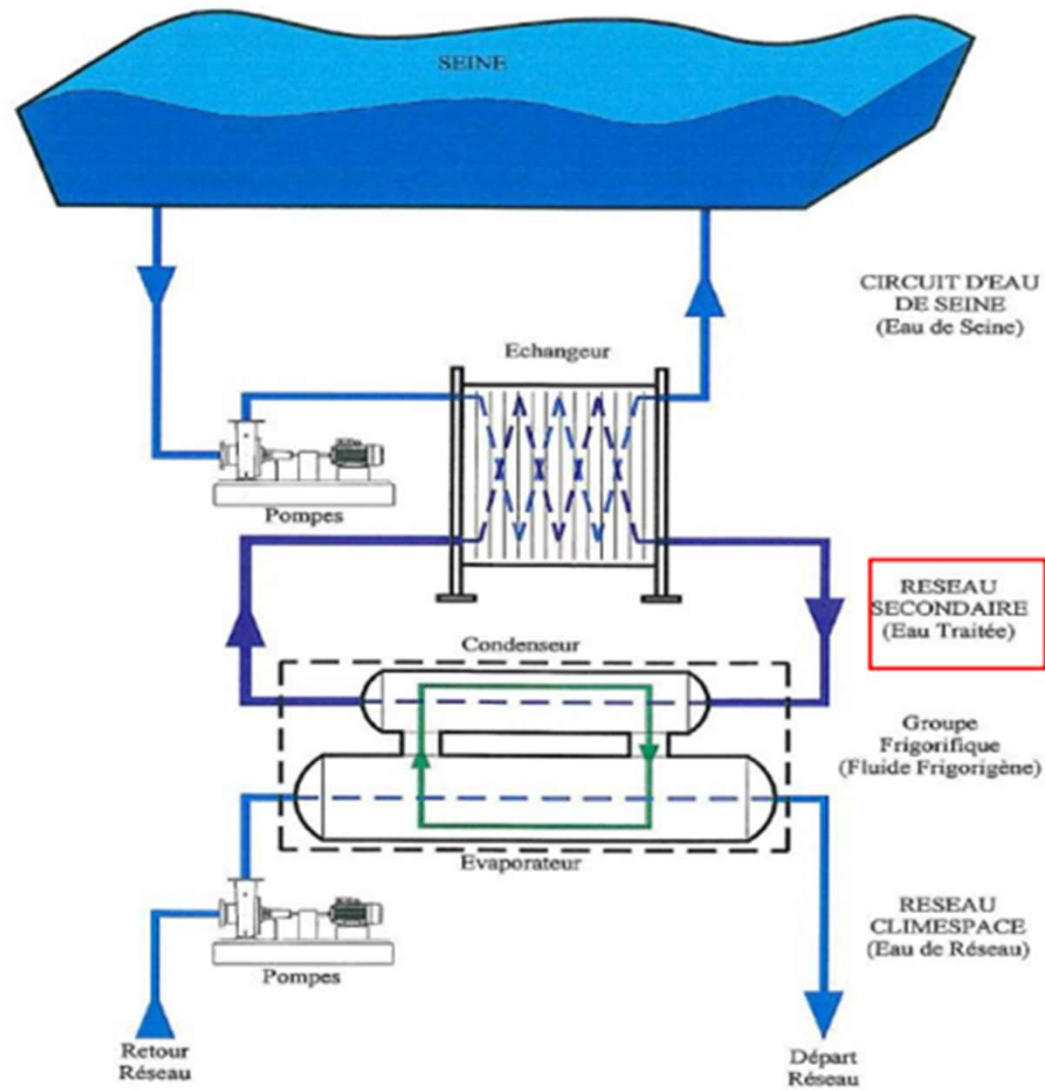 SEINE
CIRCUIT D'EAU
DE SEINE
(Eau de Seine)
Echangeur
Pompes
RESEAU
SECONDAIRE
(Eau Traitée)
Condenseur
Groupe
Frigorifique
(Fluide Frigorigène)
Evaporateur
RESEAU
CLIMESPACE
(Eau de Réseau)
Pompes
Retour
Réseau
Départ
Réseau